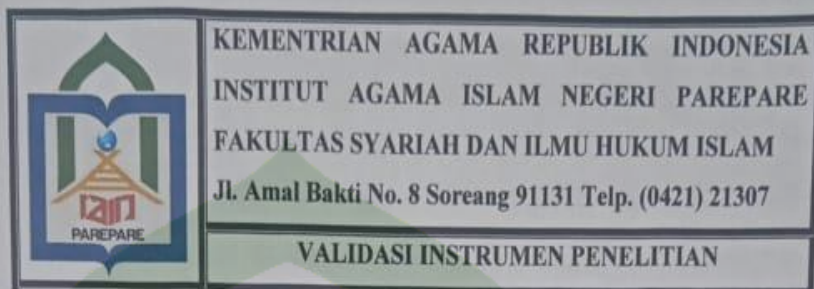 KEMENTRIAN AGAMA REPUBLIK INDONESIA
INSTITUT AGAMA ISLAM NEGERI PAREPARE
FAKULTAS SYARIAH DAN ILMU HUKUM ISLAM
Jl. Amal Bakti No. 8 Soreang 91131 Telp. (0421) 21307
iain
PAREPARE
VALIDASI INSTRUMEN PENELITIAN